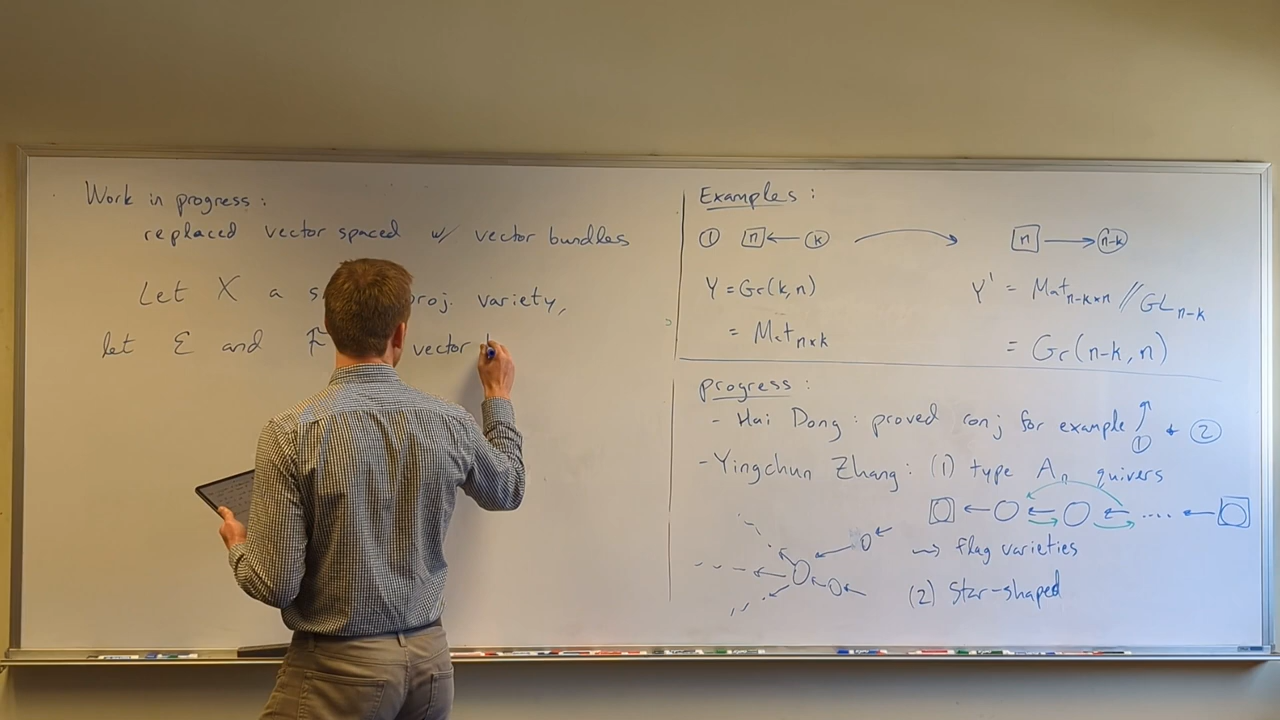 Work in progress :
replaced vector spaced w/ vector bundles
Let X a proj. variety,
let E and F vector
Examples :
① n ← k n → n-k
Y = Gr(k,n) Y' = Mat n-k×n // GL n-k
= Mat n×k = Gr(n-k, n)
progress :
- Hai Dong : proved conj for example ↑ ① + ②
- Yingchun Zhang : (1) type An quivers
⇝ flag varieties
(2) star-shaped